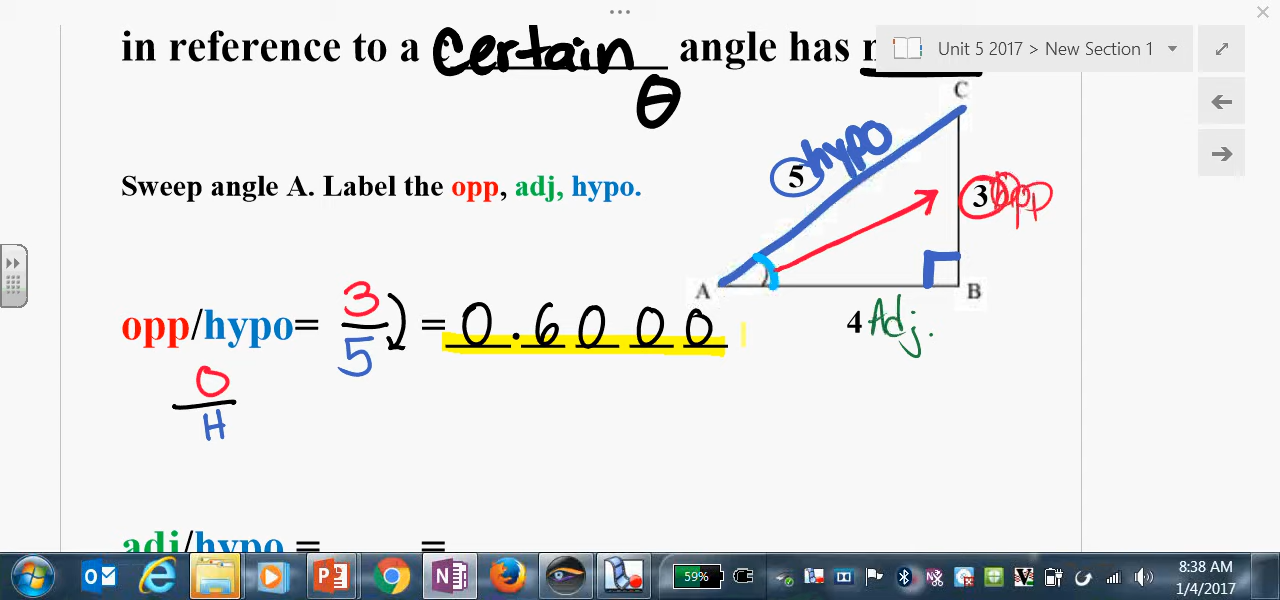 in reference to a certain angle has
Unit 5 2017 > New Section 1
θ
C
5 hypo
Sweep angle A. Label the opp, adj, hypo.
3 opp
A
B
opp/hypo= 3/5 = 0.6000
4 Adj.
O
H
adj/hypo = =
59%
8:38 AM
1/4/2017